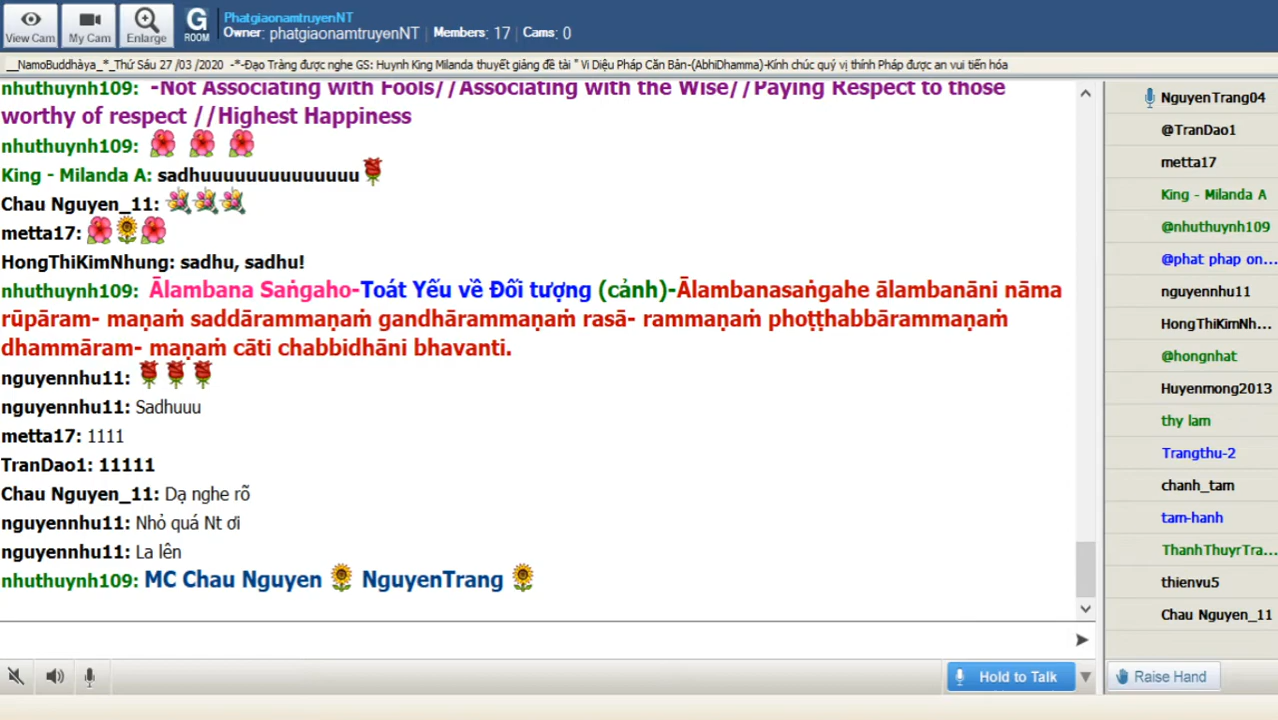 View Cam
My Cam
Enlarge
G
ROOM
PhatgiaonamtruyenNT
Owner: phatgiaonamtruyenNT | Members: 17 | Cams: 0
__NamoBuddhàya_*_Thứ Sáu 27 /03 /2020 -*-Đạo Tràng được nghe GS: Huynh King Milanda thuyết giảng đề tài " Vi Diệu Pháp Căn Bản-(AbhiDhamma)-Kính chúc quý vị thính Pháp được an vui tiến hóa
nhuthuynh109: -Not Associating with Fools//Associating with the Wise//Paying Respect to those
worthy of respect //Highest Happiness
nhuthuynh109:
King - Milanda A: sadhuuuuuuuuuuuuuuu
Chau Nguyen_11:
metta17:
HongThiKimNhung: sadhu, sadhu!
nhuthuynh109: Ālambana Saṅgaho-Toát Yếu về Đối tượng (cảnh)-Ālambanasaṅgahe ālambanāni nāma
rūpāram- maṇaṁ saddārammaṇaṁ gandhārammaṇaṁ rasā- rammaṇaṁ phoṭṭhabbārammaṇaṁ
dhammāram- maṇaṁ cāti chabbidhāni bhavanti.
nguyennhu11:
nguyennhu11: Sadhuuu
metta17: 1111
TranDao1: 11111
Chau Nguyen_11: Dạ nghe rõ
nguyennhu11: Nhỏ quá Nt ơi
nguyennhu11: La lên
nhuthuynh109: MC Chau Nguyen NguyenTrang
NguyenTrang04
@TranDao1
metta17
King - Milanda A
@nhuthuynh109
@phat phap on...
nguyennhu11
HongThiKimNh...
@hongnhat
Huyenmong2013
thy lam
Trangthu-2
chanh_tam
tam-hanh
ThanhThuyrTra...
thienvu5
Chau Nguyen_11
Hold to Talk
Raise Hand